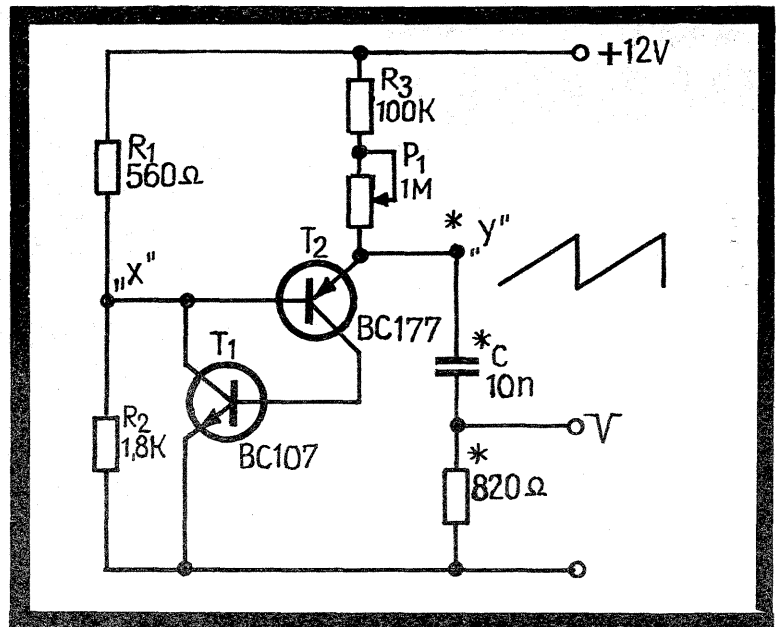 +12V
R3
100K
R1
560Ω
P1
1M
* „Y"
T2
„X"
BC177
T1
* C
10n
R2
1,8K
BC107
*
820Ω